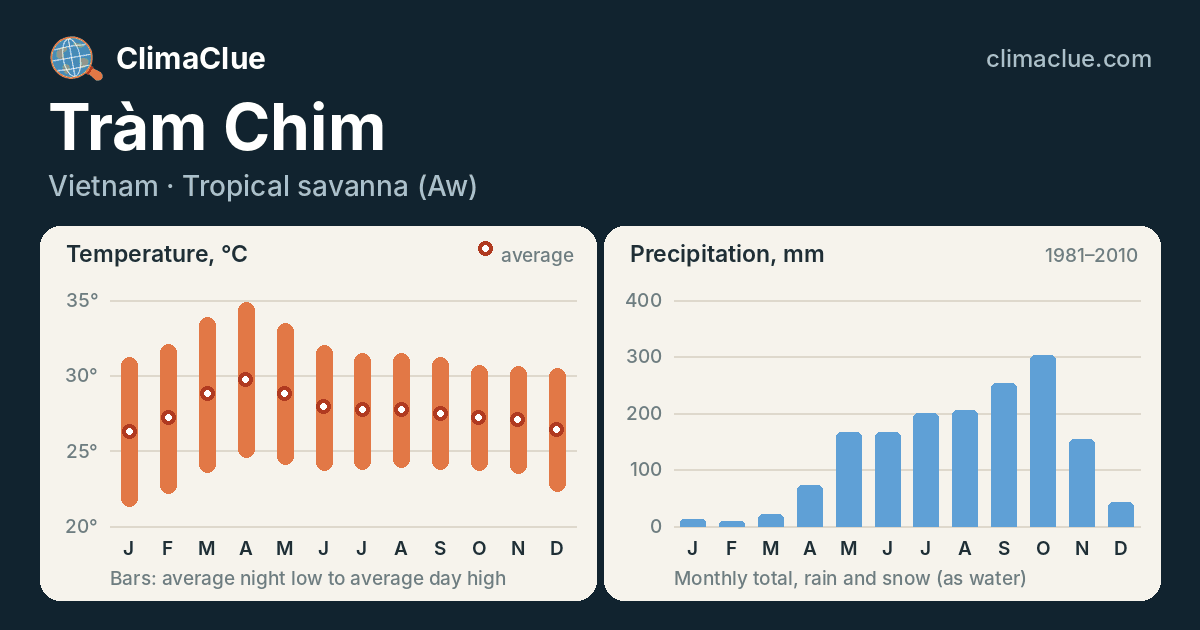 ClimaClue
climaclue.com
Tràm Chim
Vietnam · Tropical savanna (Aw)
Temperature, °C
average
35°
30°
25°
20°
J F M A M J J A S O N D
Bars: average night low to average day high
Precipitation, mm
1981–2010
400
300
200
100
0
J F M A M J J A S O N D
Monthly total, rain and snow (as water)